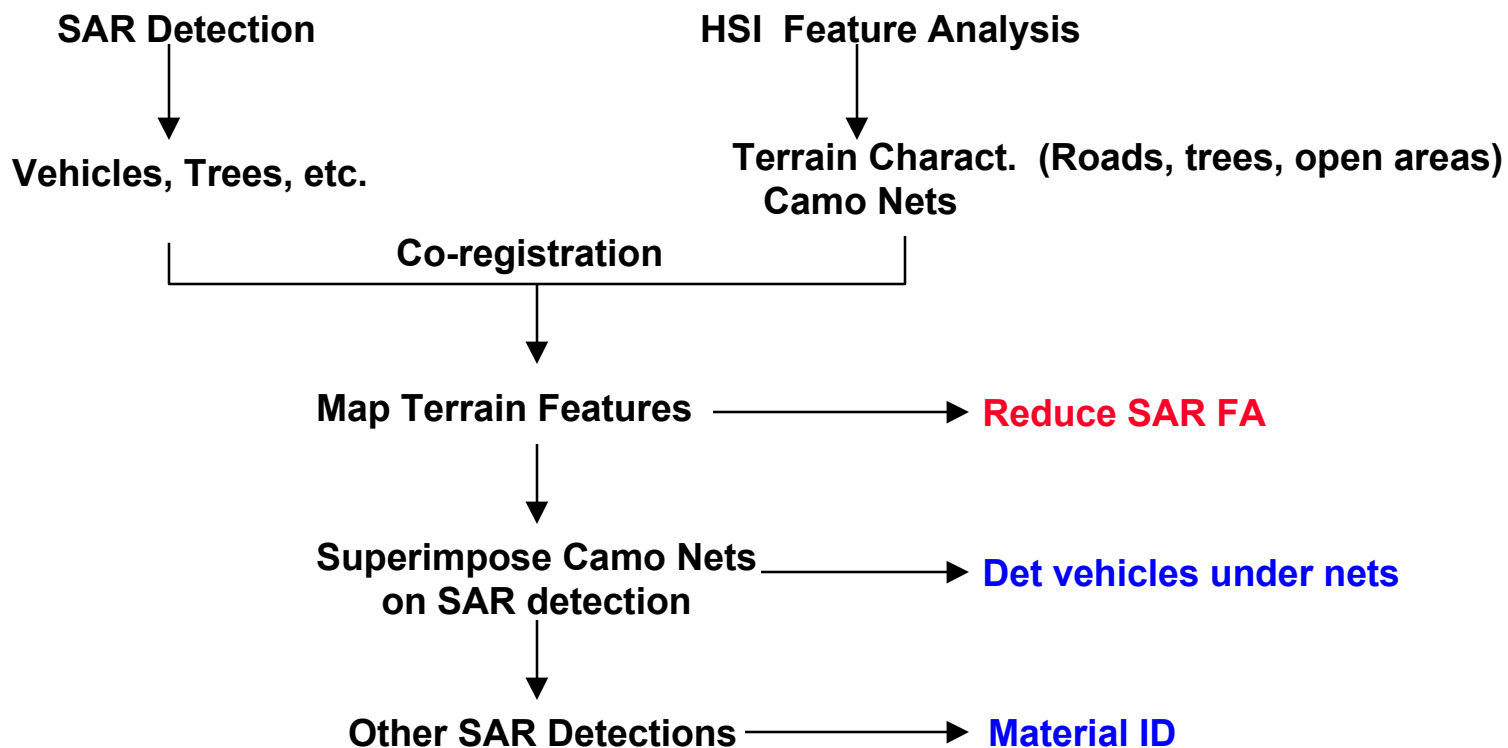 SAR Detection
HSI Feature Analysis
Vehicles, Trees, etc.
Terrain Charact. (Roads, trees, open areas)
Camo Nets
Co-registration
Map Terrain Features
Reduce SAR FA
Superimpose Camo Nets
on SAR detection
Det vehicles under nets
Other SAR Detections
Material ID